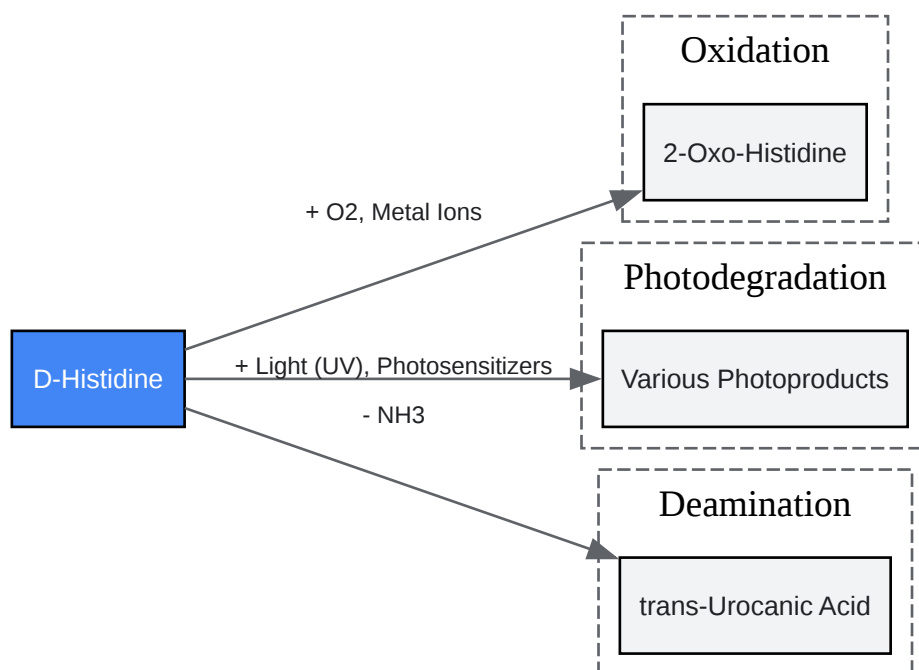 Oxidation
2-Oxo-Histidine
+ O2, Metal Ions
Photodegradation
D-Histidine
+ Light (UV), Photosensitizers
Various Photoproducts
- NH3
Deamination
trans-Urocanic Acid